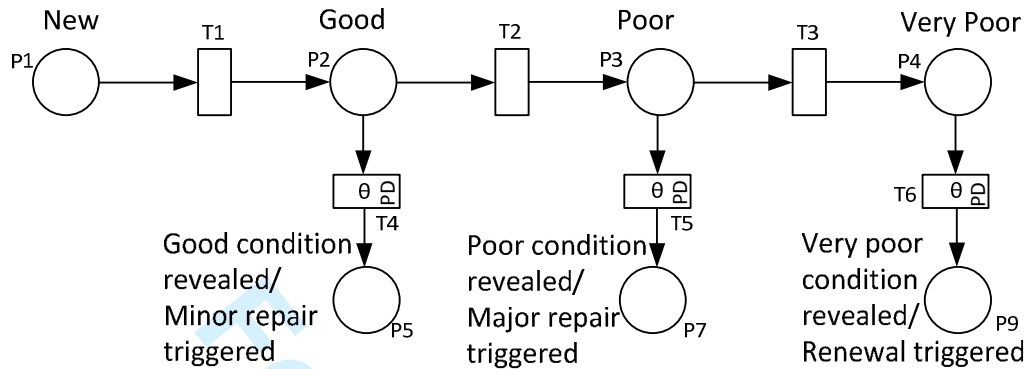 New
Good
Poor
Very Poor
P1
T1
P2
T2
P3
T3
P4
θ PD
T4
θ PD
T5
T6
θ PD
Good condition
revealed/
Minor repair
triggered
P5
Poor condition
revealed/
Major repair
triggered
P7
Very poor
condition
revealed/
Renewal triggered
P9